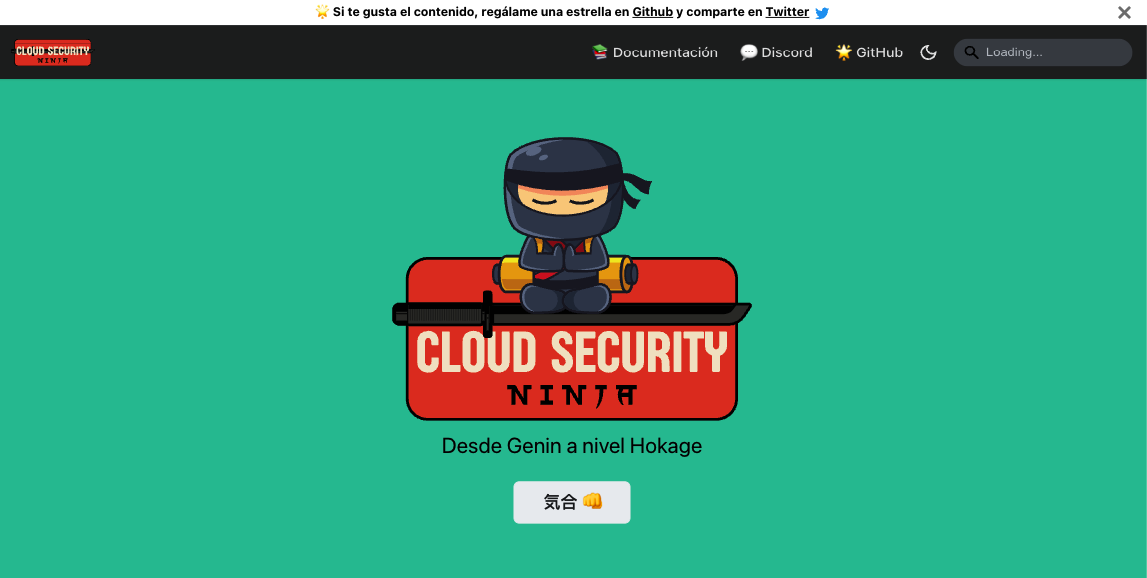 🌟 Si te gusta el contenido, regálame una estrella en Github y comparte en Twitter
CLOUD SECURITY
NINJA
📚 Documentación 💬 Discord 🌟 GitHub Loading...
CLOUD SECURITY
NINJA
Desde Genin a nivel Hokage
気合 👊